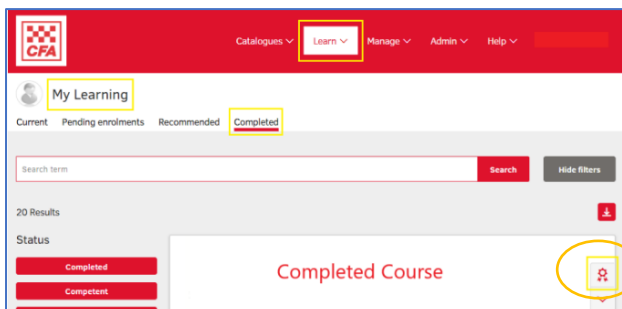 CFA
Catalogues Learn Manage Admin Help
My Learning
Current Pending enrolments Recommended Completed
Search term Search Hide filters
20 Results
Status
Completed
Competent
Completed Course